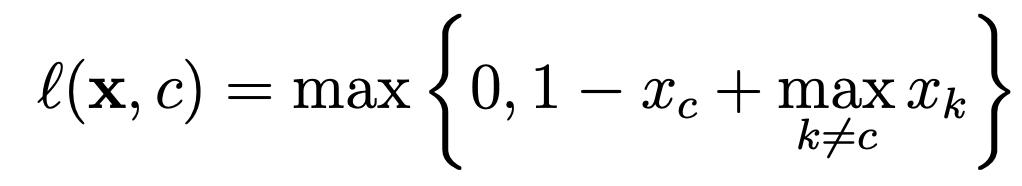 ℓ(𝐱, c) = max { 0, 1 − x_c + max_{k≠c} x_k }